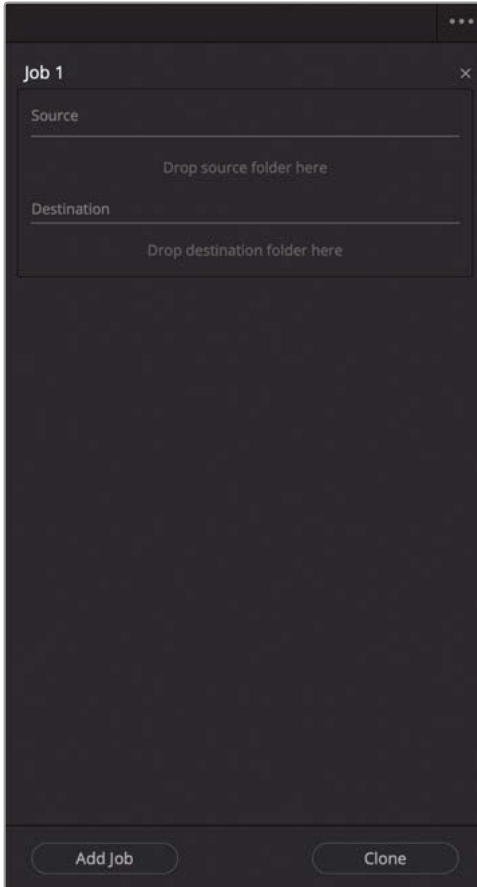 Job 1
Source
Drop source folder here
Destination
Drop destination folder here
Add Job
Clone